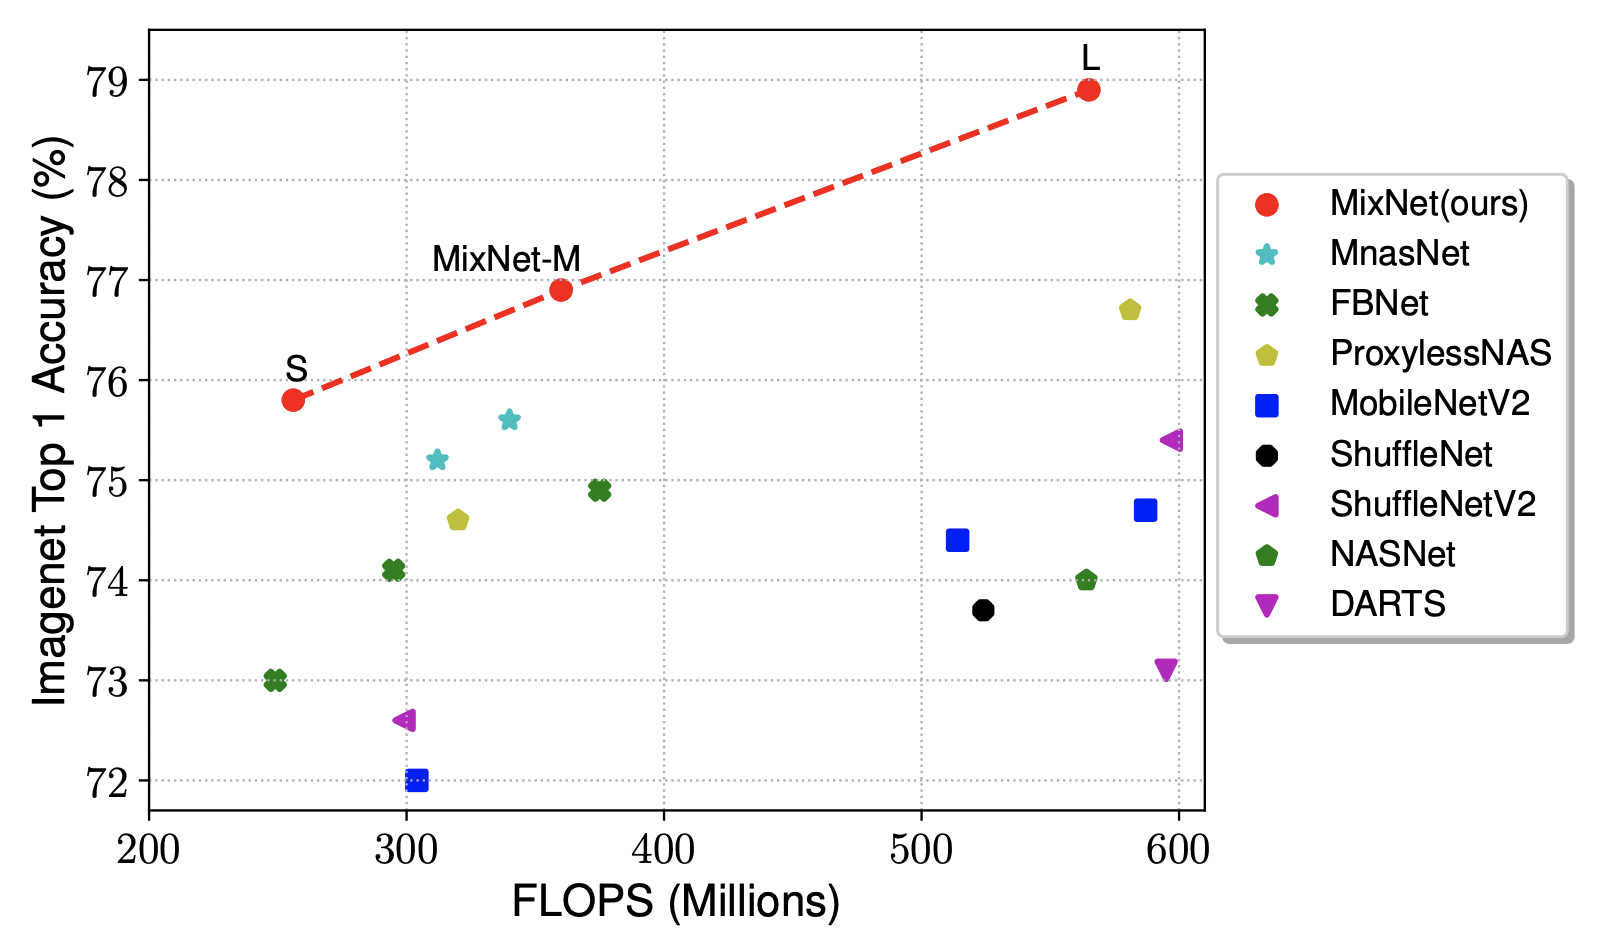 L
79
78
MixNet-M
77
S
76
75
74
73
72
Imagenet Top 1 Accuracy (%)
200 300 400 500 600
FLOPS (Millions)
MixNet(ours)
MnasNet
FBNet
ProxylessNAS
MobileNetV2
ShuffleNet
ShuffleNetV2
NASNet
DARTS